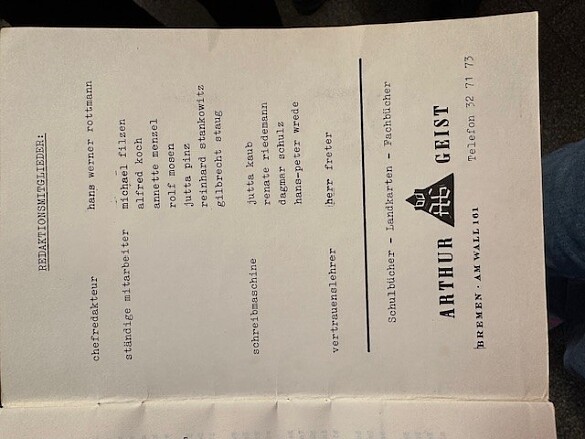 REDAKTIONSMITGLIEDER:
chefredakteur hans werner rottmann
ständige mitarbeiter michael filzen
alfred koch
annette menzel
rolf mosen
jutta pinz
reinhard stankowitz
gilbrecht staug
schreibmaschine jutta kaub
renate riedemann
dagmar schulz
hans-peter wrede
vertrauenslehrer herr freter
Schulbücher - Landkarten - Fachbücher
ARTHUR GEIST
BREMEN · AM WALL 161 Telefon 32 71 73